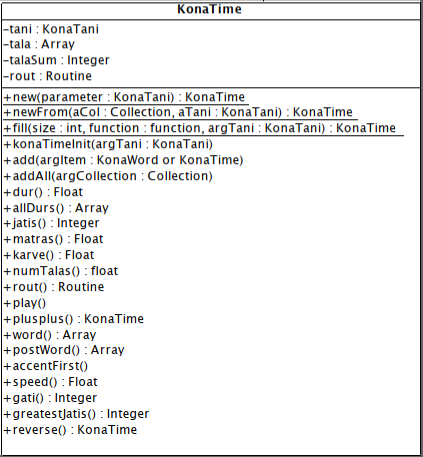 KonaTime
-tani : KonaTani
-tala : Array
-talaSum : Integer
-rout : Routine
+new(parameter : KonaTani) : KonaTime
+newFrom(aCol : Collection, aTani : KonaTani) : KonaTime
+fill(size : int, function : function, argTani : KonaTani) : KonaTime
+konaTimeInit(argTani : KonaTani)
+add(argItem : KonaWord or KonaTime)
+addAll(argCollection : Collection)
+dur() : Float
+allDurs() : Array
+jatis() : Integer
+matras() : Float
+karve() : Float
+numTalas() : float
+rout() : Routine
+play()
+plusplus() : KonaTime
+word() : Array
+postWord() : Array
+accentFirst()
+speed() : Float
+gati() : Integer
+greatestJatis() : Integer
+reverse() : KonaTime